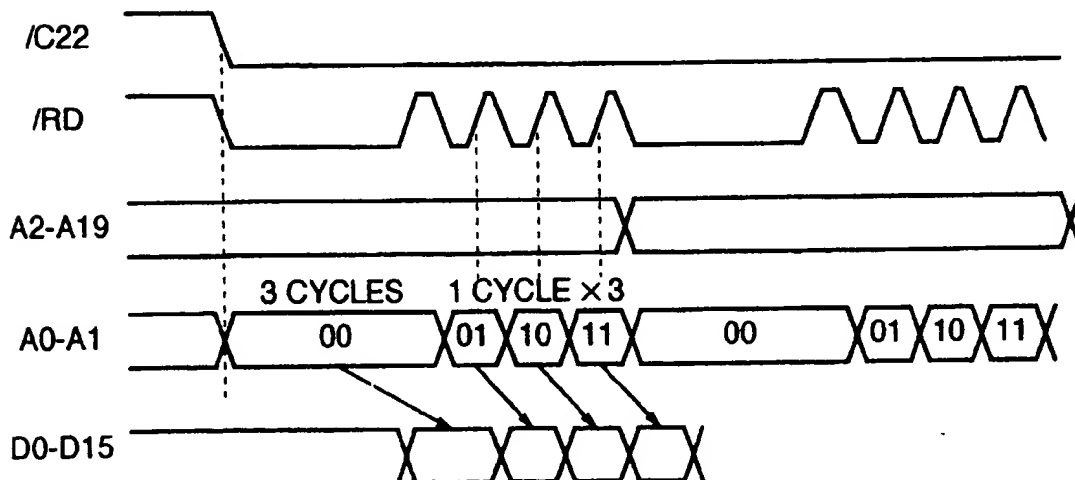 /C22
/RD
A2-A19
3 CYCLES 1 CYCLE × 3
A0-A1 00 01 10 11 00 01 10 11
D0-D15